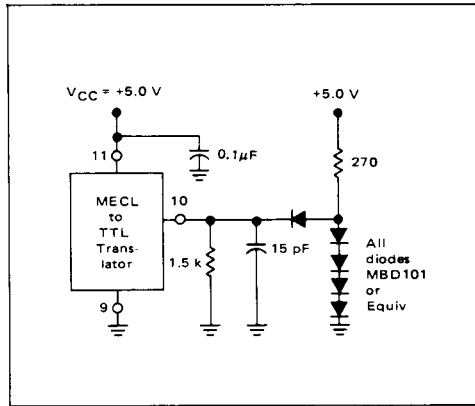 VCC = +5.0 V
+5.0 V
11
0.1μF
270
MECL
to
TTL
Trans-
lator
10
1.5 k
15 pF
All
diodes
MBD101
or
Equiv
9